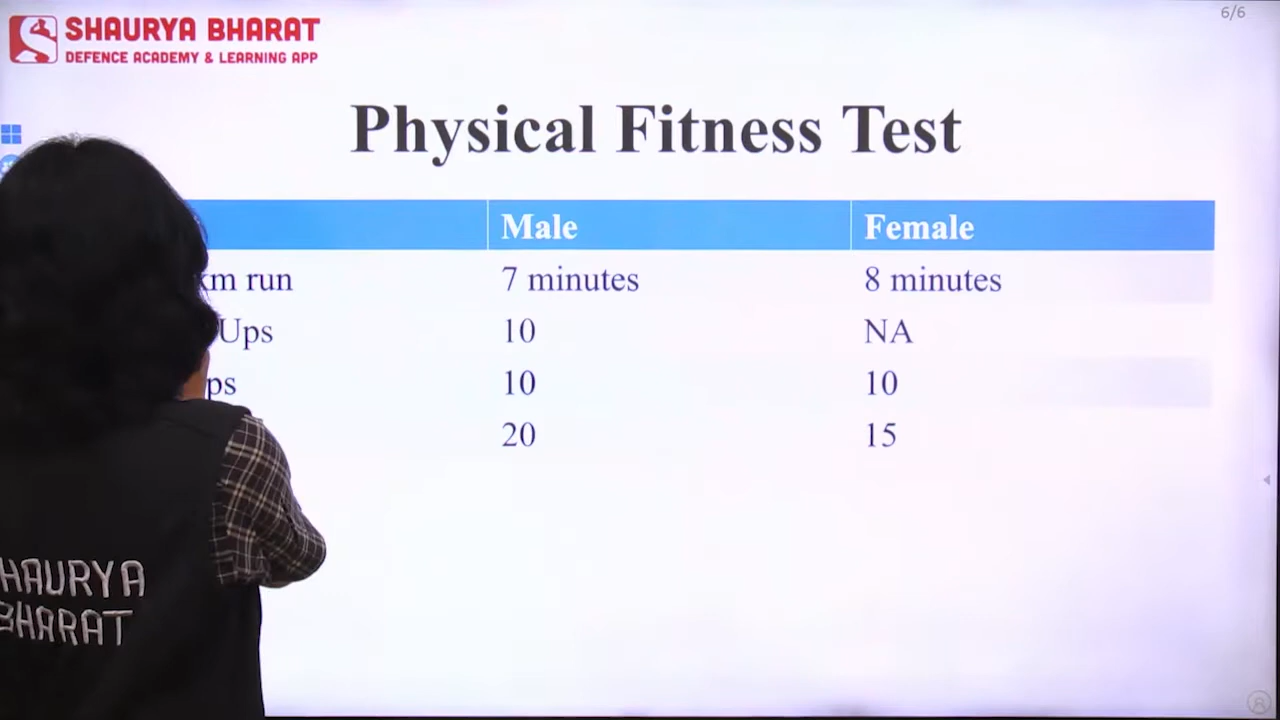 SHAURYA BHARAT
DEFENCE ACADEMY & LEARNING APP
6/6
Physical Fitness Test
Male Female
km run 7 minutes 8 minutes
Ups 10 NA
ps 10 10
20 15
HAURYA
BHARAT